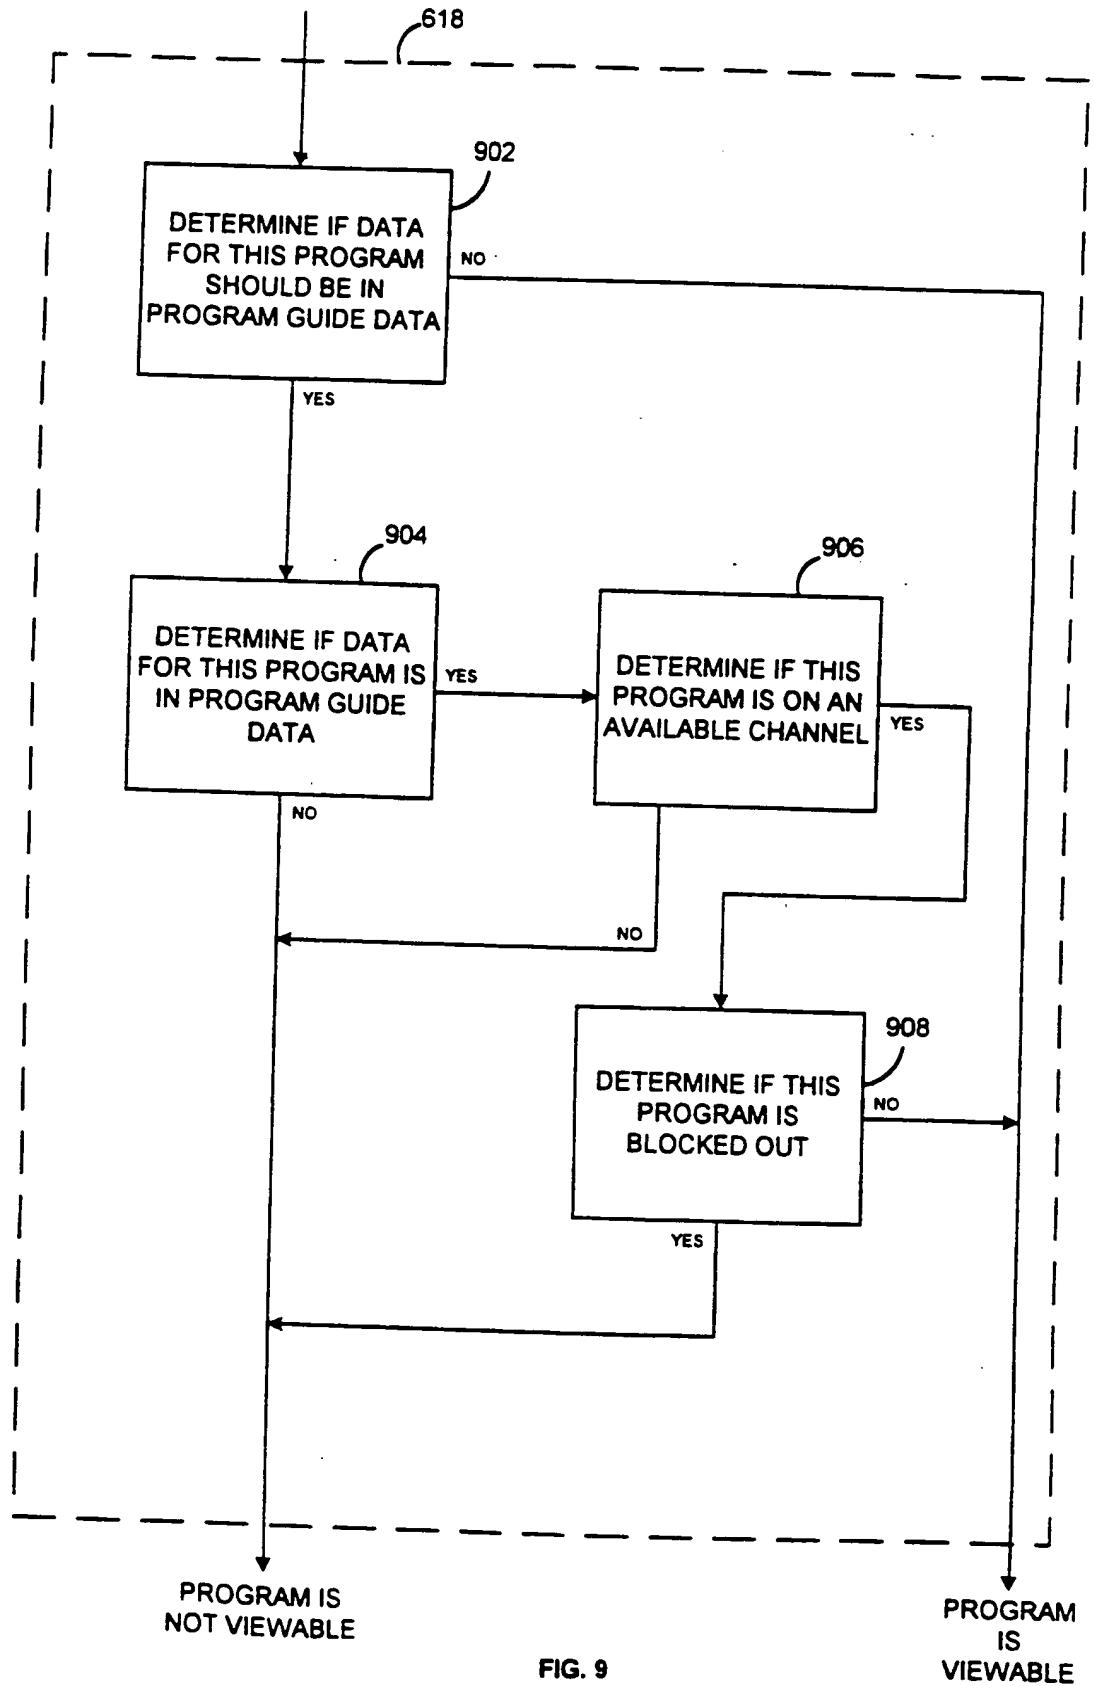 618
902
DETERMINE IF DATA
FOR THIS PROGRAM
SHOULD BE IN
PROGRAM GUIDE DATA
NO
YES
904
DETERMINE IF DATA
FOR THIS PROGRAM IS
IN PROGRAM GUIDE
DATA
YES
NO
906
DETERMINE IF THIS
PROGRAM IS ON AN
AVAILABLE CHANNEL
YES
NO
908
DETERMINE IF THIS
PROGRAM IS
BLOCKED OUT
NO
YES
PROGRAM IS
NOT VIEWABLE
PROGRAM
IS
VIEWABLE
FIG. 9